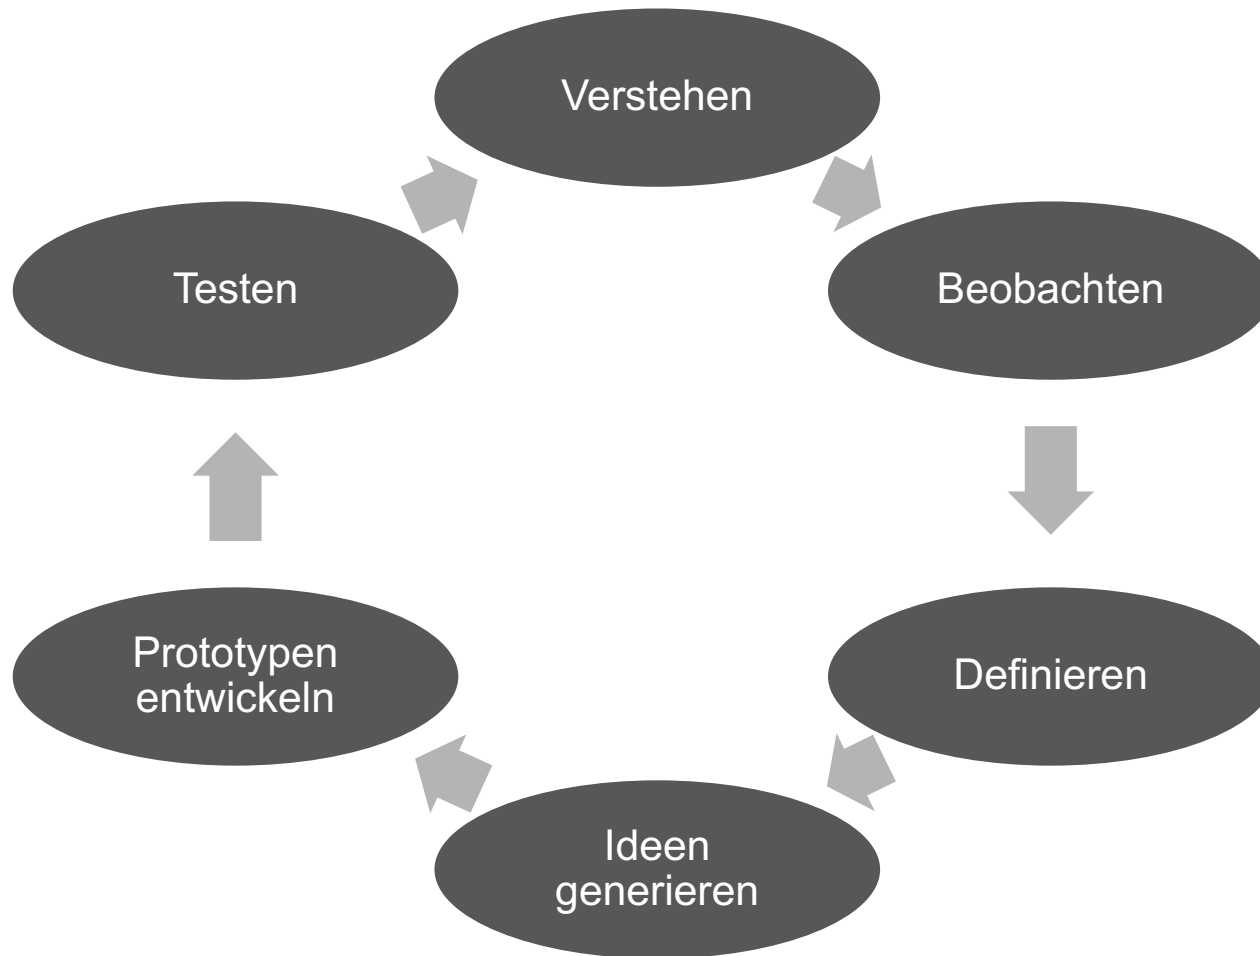 Verstehen
Beobachten
Definieren
Ideen
generieren
Prototypen
entwickeln
Testen